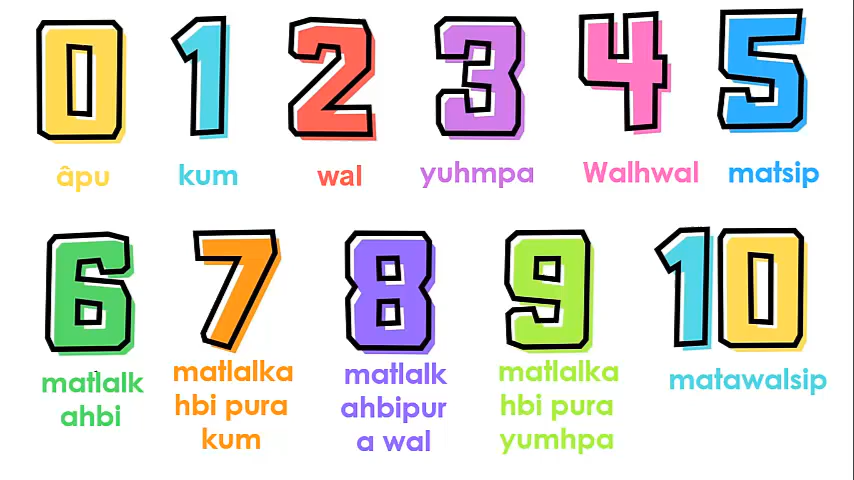 0 1 2 3 4 5
âpu kum wal yuhmpa Walhwal matsip
6 7 8 9 10
matlalk
ahbi
matlalka
hbi pura
kum
matlalk
ahbipur
a wal
matlalka
hbi pura
yumhpa
matawalsip